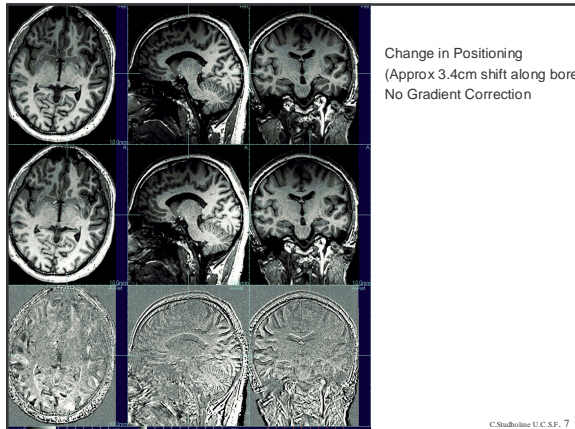 Change in Positioning
(Approx 3.4cm shift along bore
No Gradient Correction
C.Studholme U.C.S.F. 7